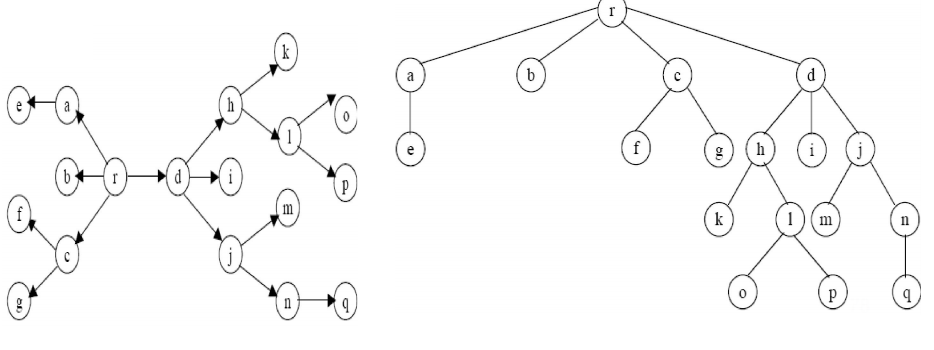 k
e a h o
l
b r d i p
f m
c j
g n q
r
a b c d
e f g h i j
k l m n
o p q